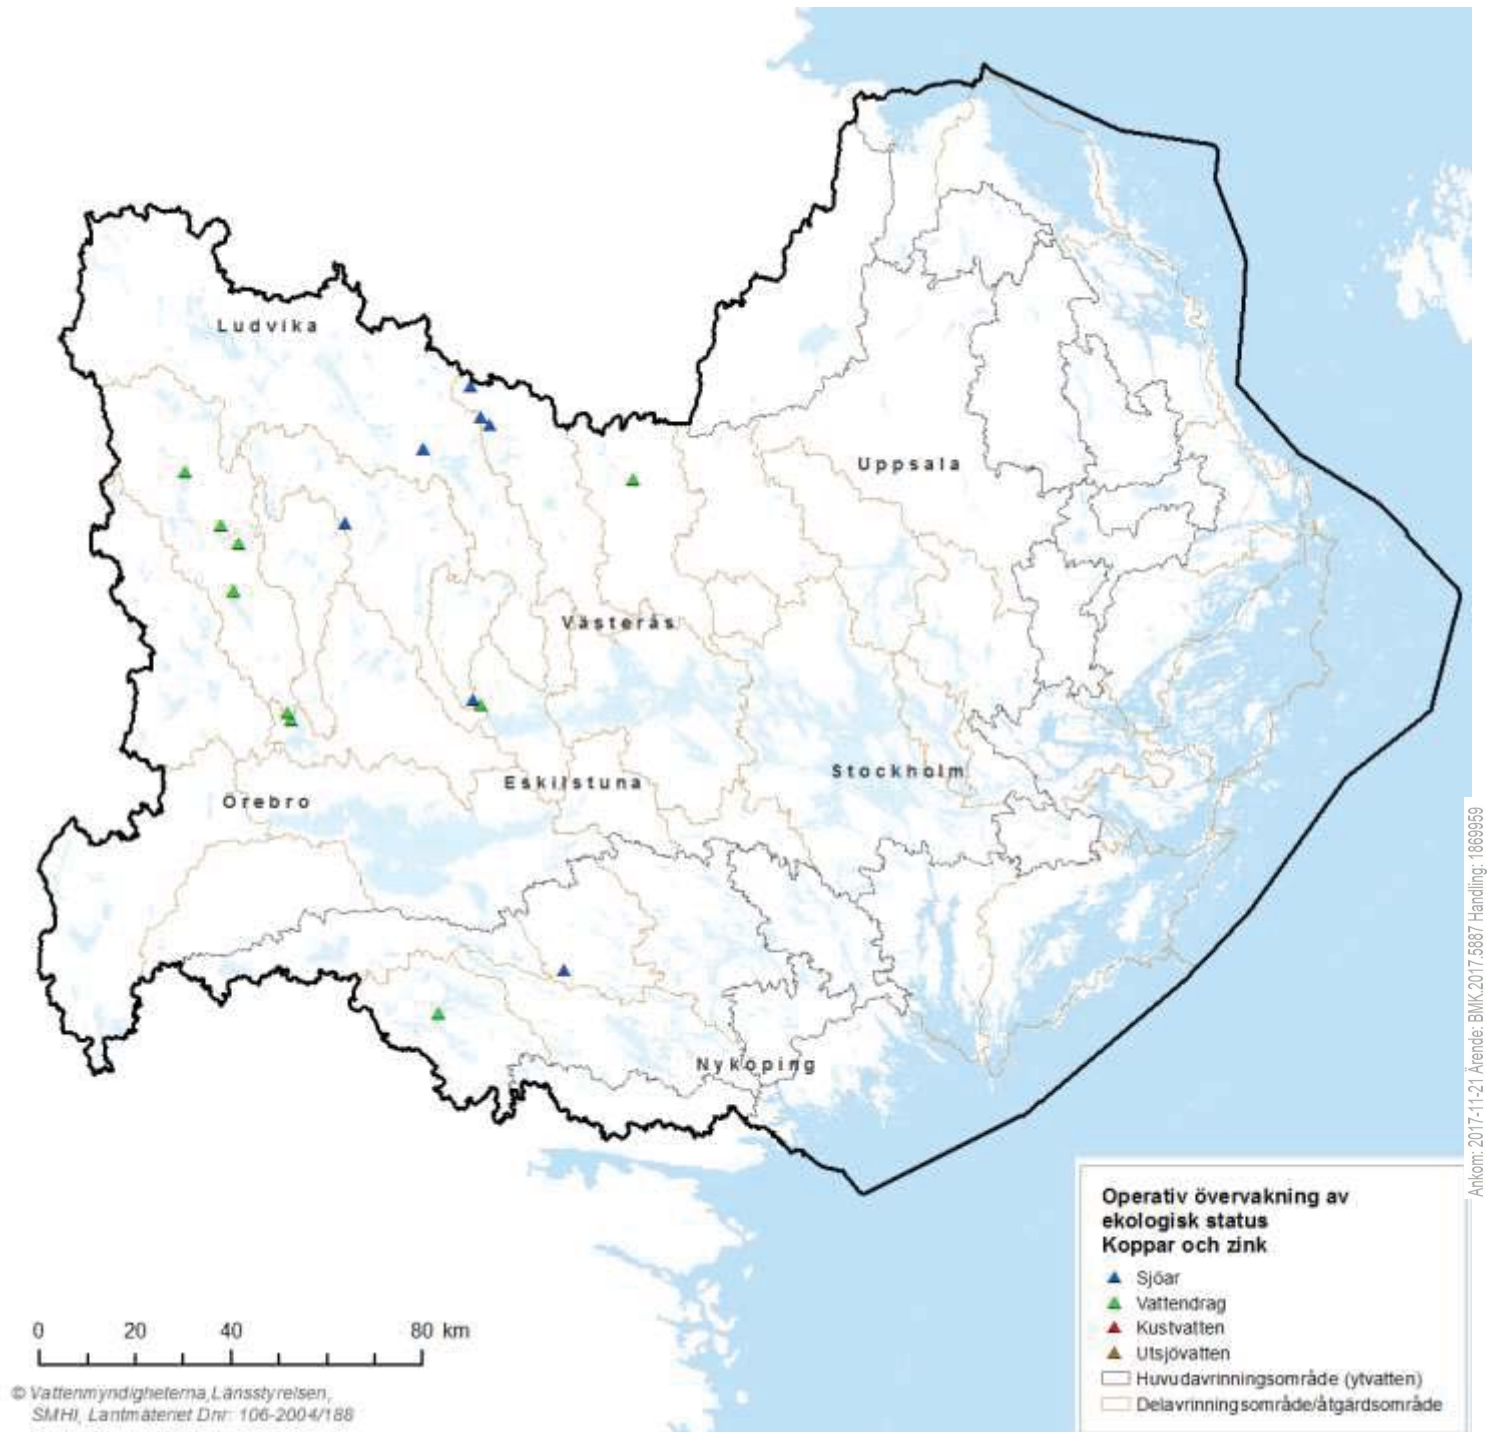 Ludvika
Uppsala
Västerås
Stockholm
Eskilstuna
Örebro
Nyköping
Operativ övervakning av
ekologisk status
Koppar och zink
Sjöar
Vattendrag
Kustvatten
Utsjövatten
Huvudavrinningsområde (ytvatten)
Delavrinningsområde/åtgärdsområde
0 20 40 80 km
© Vattenmyndigheterna,Länsstyrelsen,
SMHI, Lantmäteriet Dnr: 106-2004/188
Ankom: 2017-11-21 Ärende: BMK.2017.5887 Handling: 1869959